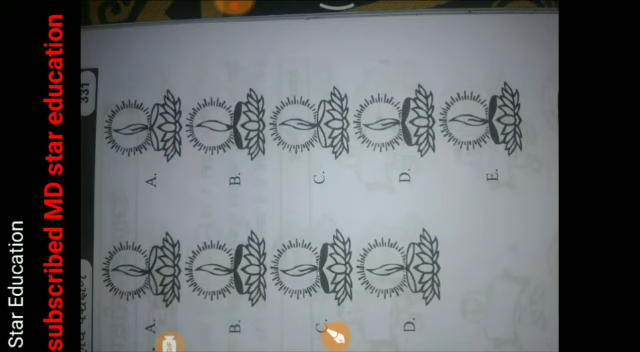 Star Education
subscribed MD star education
331
A.
B.
C.
D.
E.
A.
B.
C.
D.